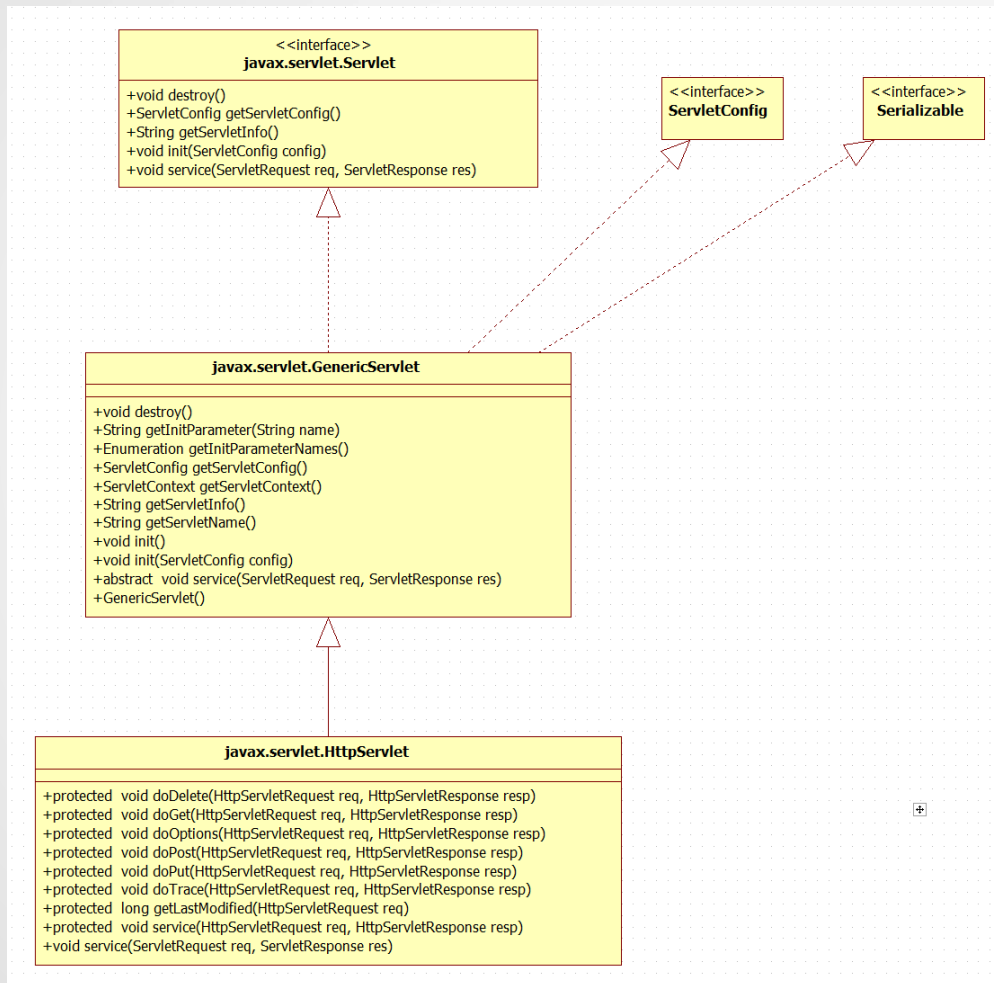 <<interface>>
javax.servlet.Servlet
+void destroy()
+ServletConfig getServletConfig()
+String getServletInfo()
+void init(ServletConfig config)
+void service(ServletRequest req, ServletResponse res)
<<interface>>
ServletConfig
<<interface>>
Serializable
javax.servlet.GenericServlet
+void destroy()
+String getInitParameter(String name)
+Enumeration getInitParameterNames()
+ServletConfig getServletConfig()
+ServletContext getServletContext()
+String getServletInfo()
+String getServletName()
+void init()
+void init(ServletConfig config)
+abstract  void service(ServletRequest req, ServletResponse res)
+GenericServlet()
javax.servlet.HttpServlet
+protected  void doDelete(HttpServletRequest req, HttpServletResponse resp)
+protected  void doGet(HttpServletRequest req, HttpServletResponse resp)
+protected  void doOptions(HttpServletRequest req, HttpServletResponse resp)
+protected  void doPost(HttpServletRequest req, HttpServletResponse resp)
+protected  void doPut(HttpServletRequest req, HttpServletResponse resp)
+protected  void doTrace(HttpServletRequest req, HttpServletResponse resp)
+protected  long getLastModified(HttpServletRequest req)
+protected  void service(HttpServletRequest req, HttpServletResponse resp)
+void service(ServletRequest req, ServletResponse res)